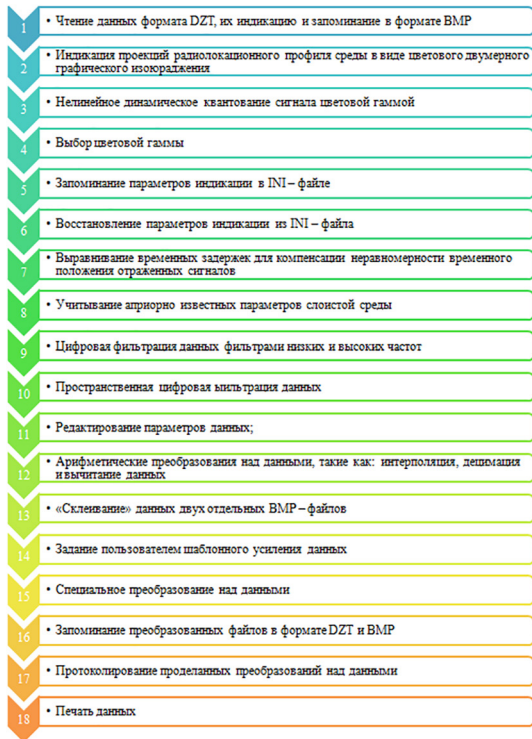 1
• Чтение данных формата DZT, их индикацию и запоминание в формате BMP
2
• Индикация проекций радиолокационного профиля среды в виде цветового двумерного
графического изоюраджения
3
• Нелинейное динамическое квантование сигнала цветовой гаммой
4
• Выбор цветовой гаммы
5
• Запоминание параметров индикации в INI – файле
6
• Восстановление параметров индикации из INI – файла
7
• Выравнивание временных задержек для компенсации неравномерности временного
положения отраженных сигналов
8
• Учитывание априорно известных параметров слоистой среды
9
• Цифровая фильтрация данных фильтрами низких и высоких частот
10
• Пространственная цифровая ыильтрация данных
11
• Редактирование параметров данных;
12
• Арифметические преобразования над данными, такие как: интерполяция, децимация
и вычитание данных
13
• «Склеивание» данных двух отдельных BMP – файлов
14
• Задание пользователем шаблонного усиления данных
15
• Специальное преобразование над данными
16
• Запоминание преобразованных файлов в формате DZT и BMP
17
• Протоколирование проделанных преобразований над данными
18
• Печать данных